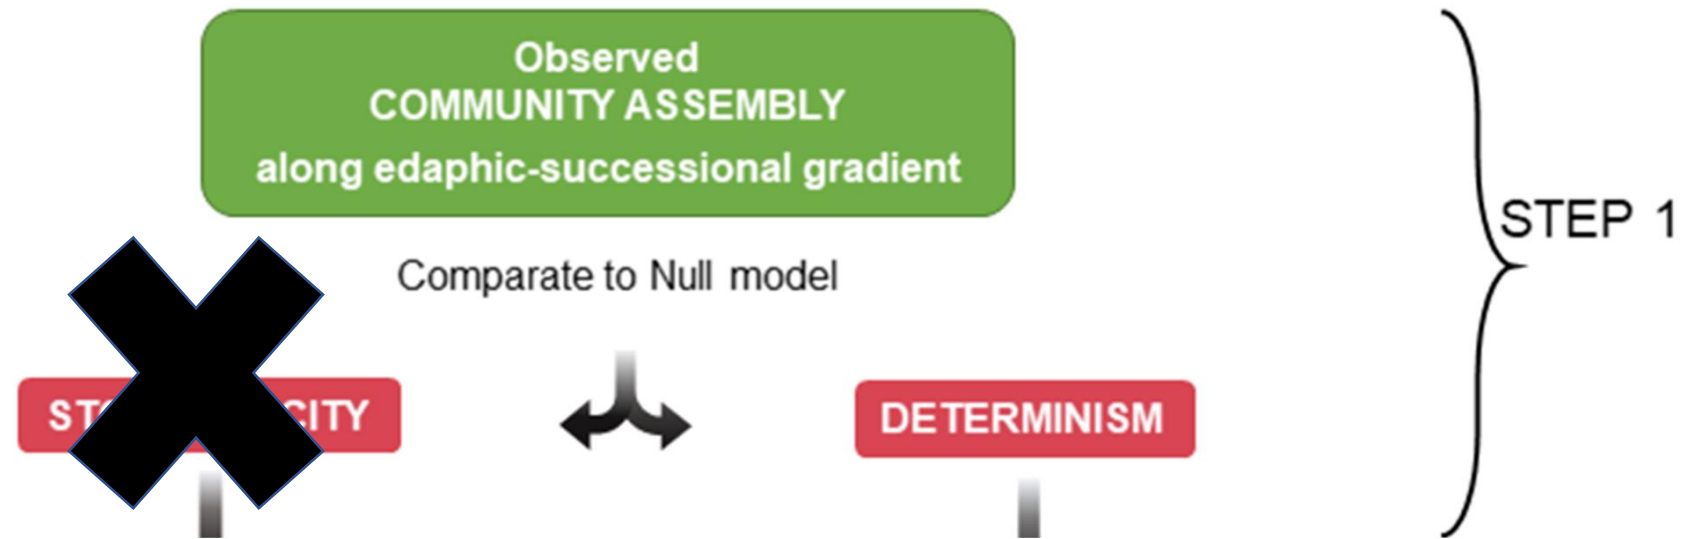 Observed
COMMUNITY ASSEMBLY
along edaphic-successional gradient
STEP 1
Comparate to Null model
DETERMINISM